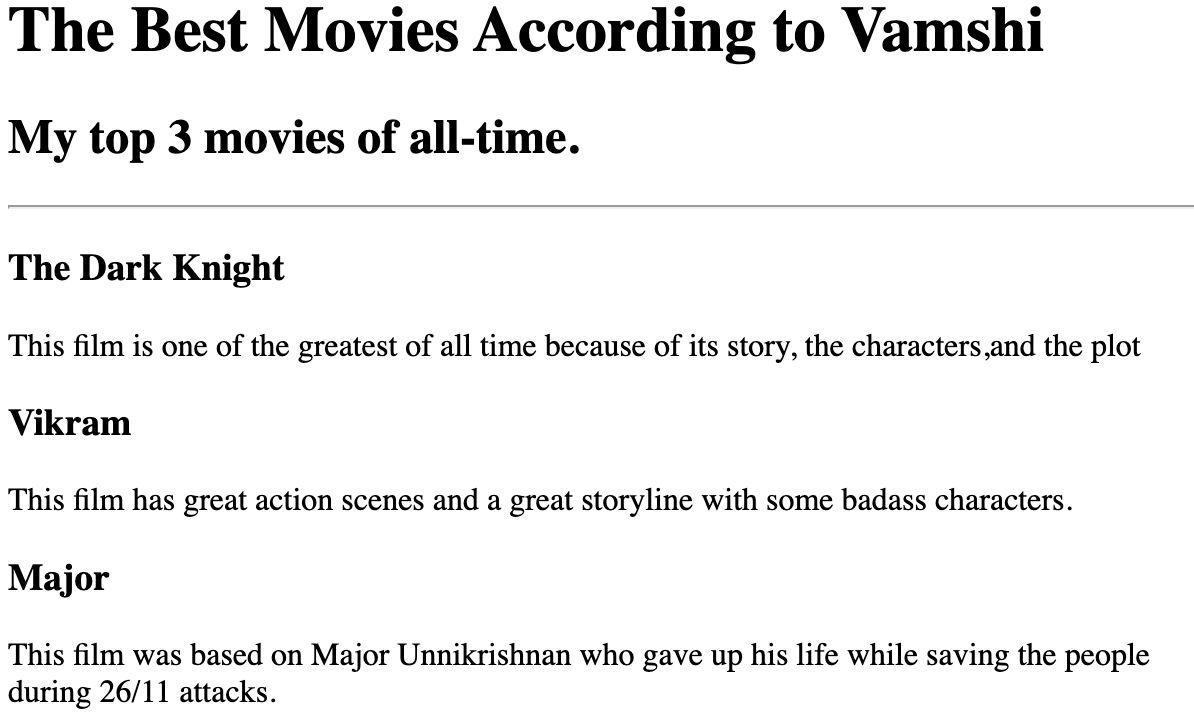 The Best Movies According to Vamshi
My top 3 movies of all-time.
The Dark Knight
This film is one of the greatest of all time because of its story, the characters,and the plot
Vikram
This film has great action scenes and a great storyline with some badass characters.
Major
This film was based on Major Unnikrishnan who gave up his life while saving the people
during 26/11 attacks.